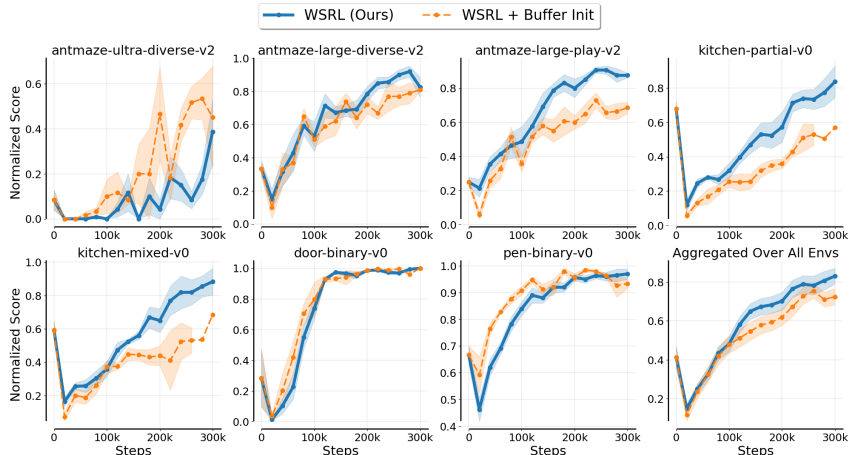 WSRL (Ours) WSRL + Buffer Init
antmaze-ultra-diverse-v2 antmaze-large-diverse-v2 antmaze-large-play-v2 kitchen-partial-v0
Normalized Score
0.6
0.4
0.2
0.0
0 100k 200k 300k
1.0
0.8
0.6
0.4
0.2
0
0 100k 200k 300k
1.0
0.8
0.6
0.4
0.2
0
0 100k 200k 300k
0.8
0.6
0.4
0.2
0
0 100k 200k 300k
kitchen-mixed-v0 door-binary-v0 pen-binary-v0 Aggregated Over All Envs
Normalized Score
1.0
0.8
0.6
0.4
0.2
0 100k 200k 300k
Steps
1.0
0.8
0.6
0.4
0.2
0.0
0 100k 200k 300k
Steps
1.0
0.9
0.8
0.7
0.6
0.5
0.4
0 100k 200k 300k
Steps
0.8
0.6
0.4
0.2
0
0 100k 200k 300k
Steps